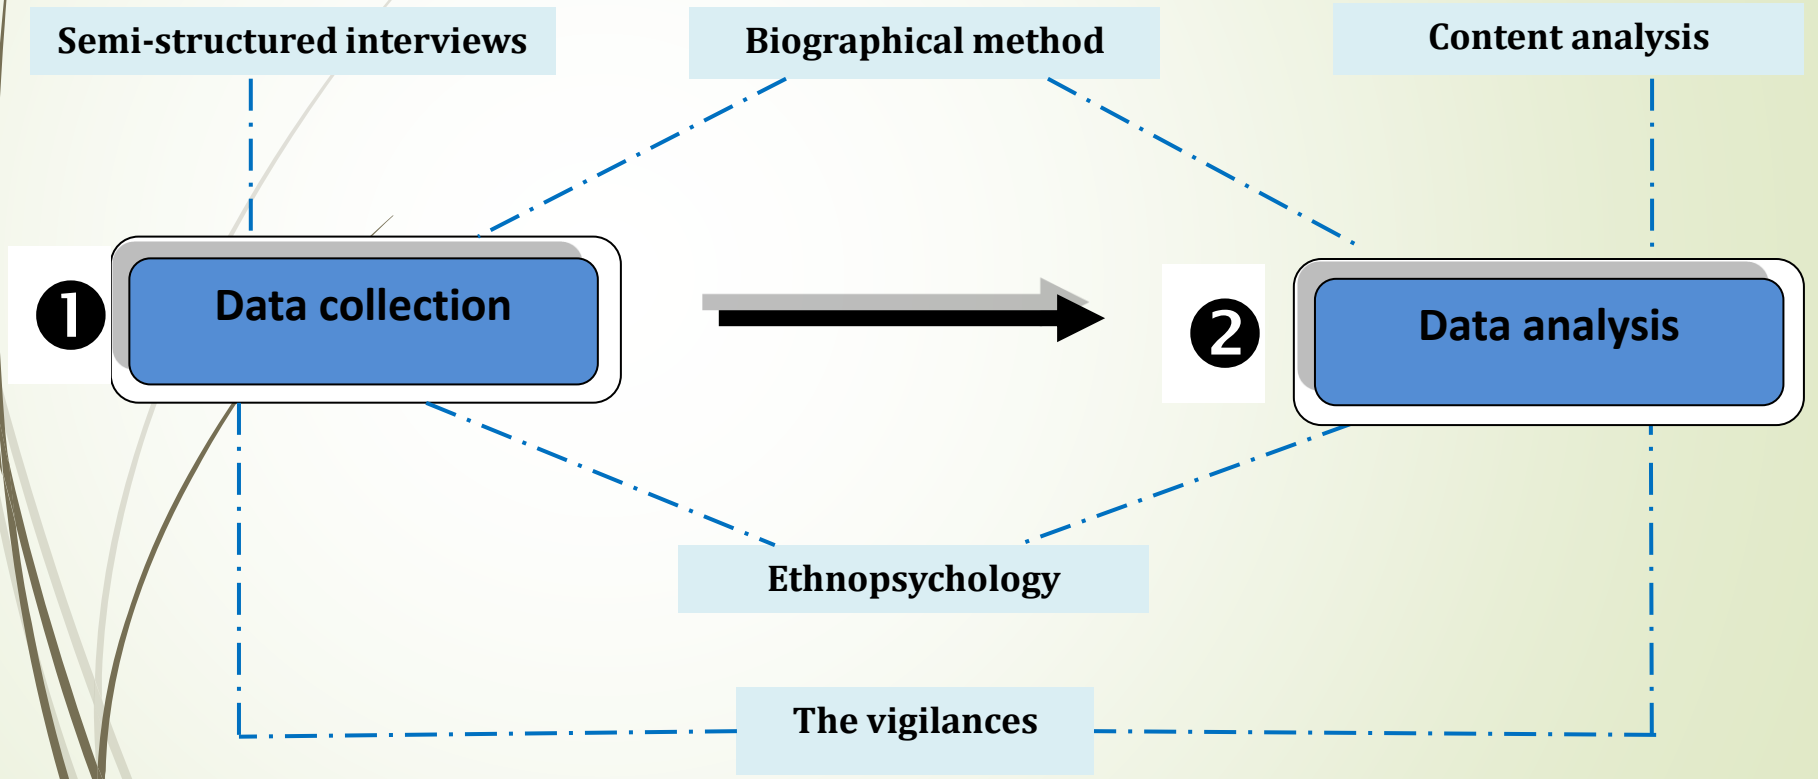 Semi-structured interviews
Biographical method
Content analysis
❶
Data collection
❷
Data analysis
Ethnopsychology
The vigilances